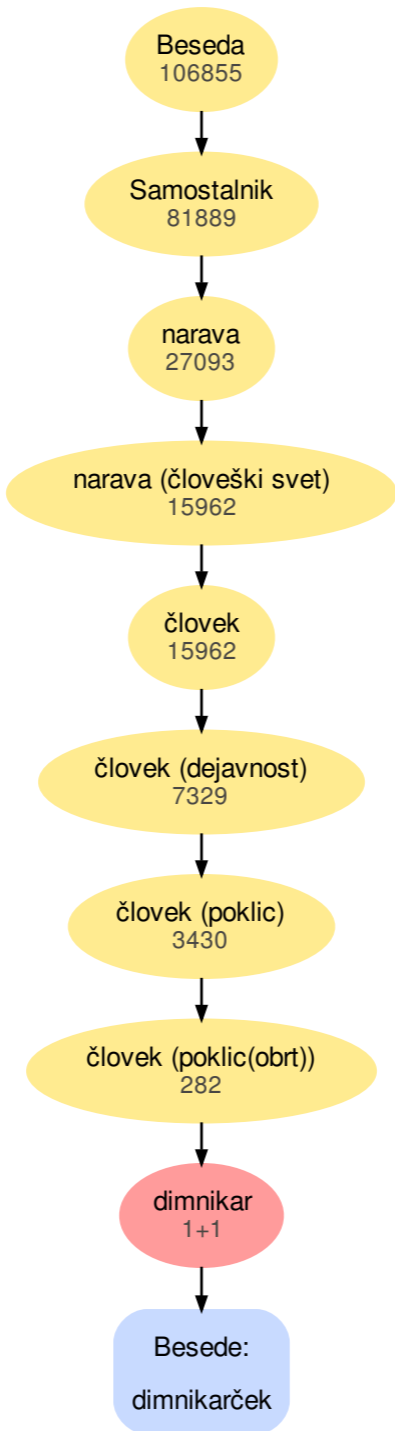 Beseda
106855
Samostalnik
81889
narava
27093
narava (človeški svet)
15962
človek
15962
človek (dejavnost)
7329
človek (poklic)
3430
človek (poklic(obrt))
282
dimnikar
1+1
Besede:
dimnikarček